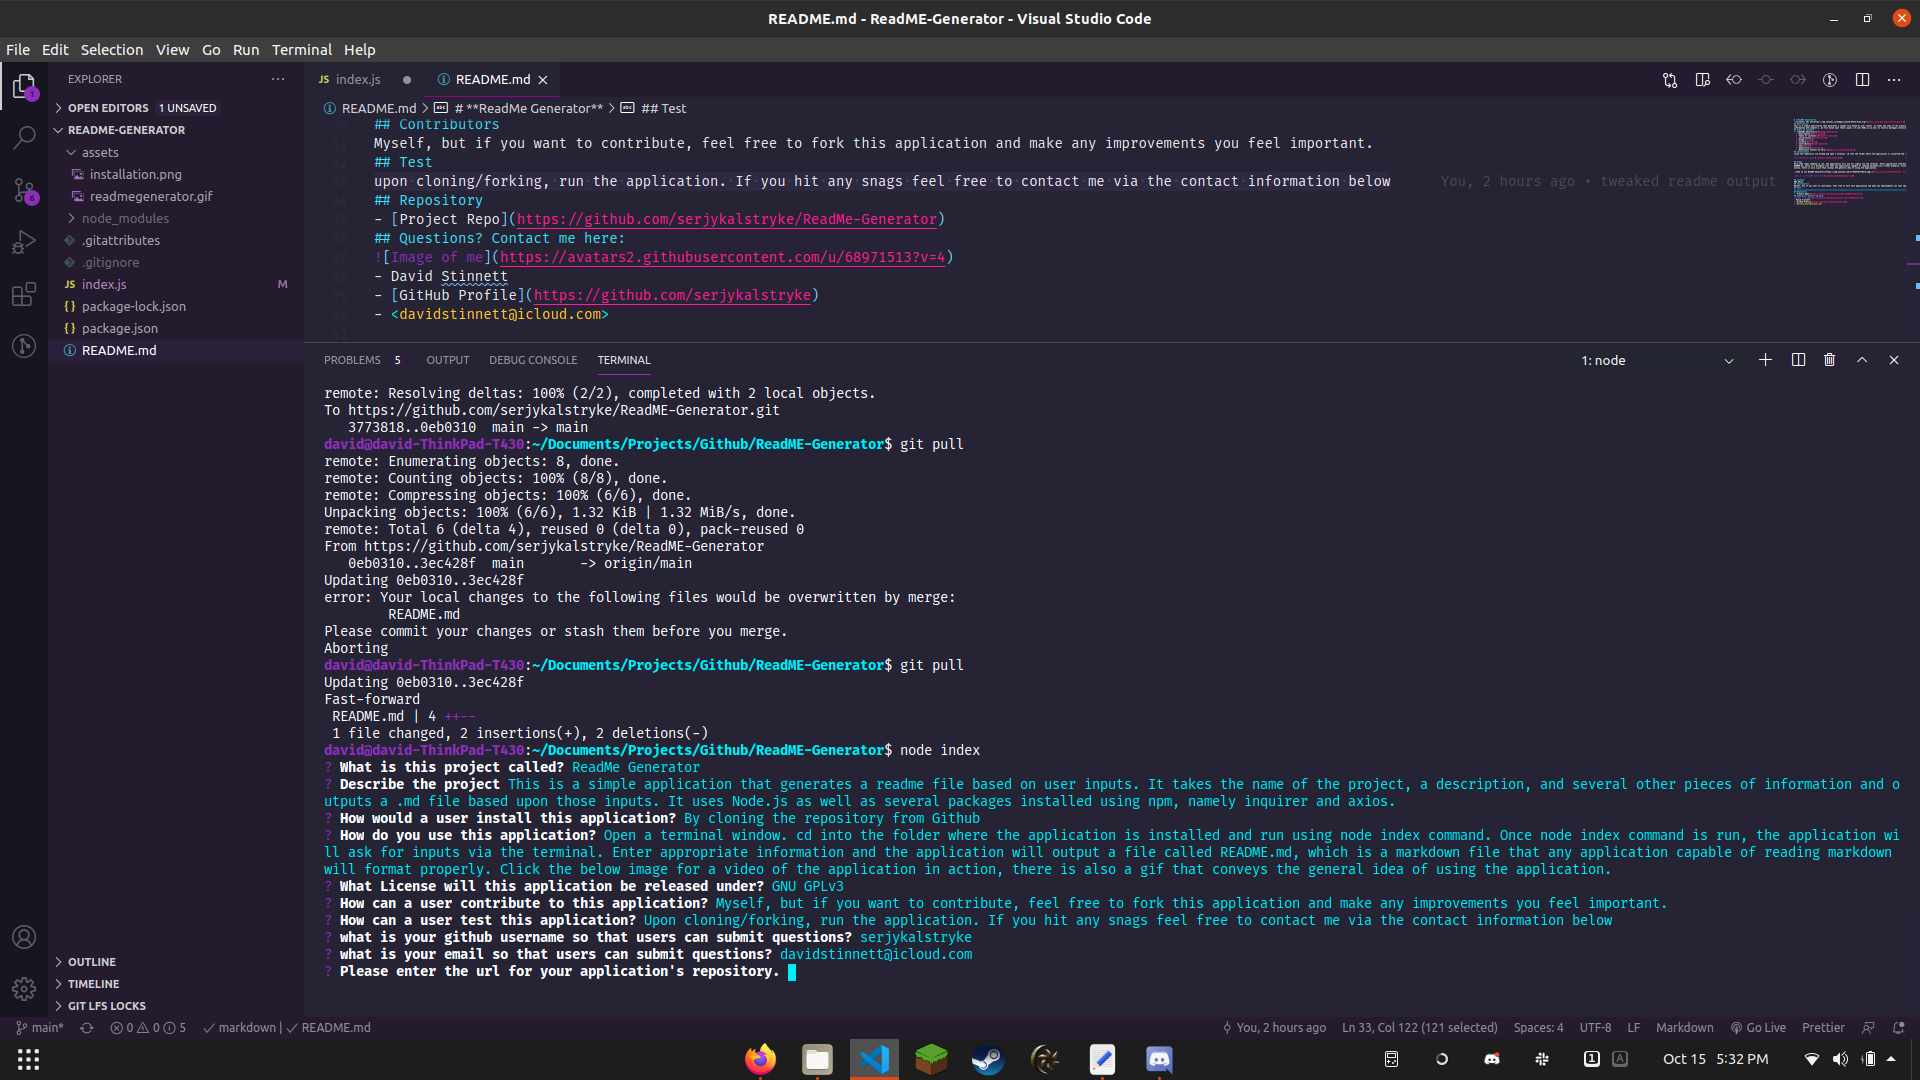 README.md - ReadME-Generator - Visual Studio Code
File Edit Selection View Go Run Terminal Help
EXPLORER
OPEN EDITORS 1 UNSAVED
README-GENERATOR
assets
installation.png
readmegenerator.gif
node_modules
.gitattributes
.gitignore
JS index.js M
{} package-lock.json
{} package.json
README.md
OUTLINE
TIMELINE
GIT LFS LOCKS
JS index.js
README.md
README.md > # **ReadMe Generator** > ## Test
## Contributors
31 Myself, but if you want to contribute, feel free to fork this application and make any improvements you feel important.
32 ## Test
33 upon cloning/forking, run the application. If you hit any snags feel free to contact me via the contact information below You, 2 hours ago • tweaked readme output
34 ## Repository
35 - [Project Repo](https://github.com/serjykalstryke/ReadMe-Generator)
36 ## Questions? Contact me here:
37 ![Image of me](https://avatars2.githubusercontent.com/u/68971513?v=4)
38 - David Stinnett
39 - [GitHub Profile](https://github.com/serjykalstryke)
40 - <davidstinnett@icloud.com>
41
PROBLEMS 5 OUTPUT DEBUG CONSOLE TERMINAL 1: node
remote: Resolving deltas: 100% (2/2), completed with 2 local objects.
To https://github.com/serjykalstryke/ReadME-Generator.git
3773818..0eb0310 main -> main
david@david-ThinkPad-T430:~/Documents/Projects/Github/ReadME-Generator$ git pull
remote: Enumerating objects: 8, done.
remote: Counting objects: 100% (8/8), done.
remote: Compressing objects: 100% (6/6), done.
Unpacking objects: 100% (6/6), 1.32 KiB | 1.32 MiB/s, done.
remote: Total 6 (delta 4), reused 0 (delta 0), pack-reused 0
From https://github.com/serjykalstryke/ReadME-Generator
0eb0310..3ec428f main -> origin/main
Updating 0eb0310..3ec428f
error: Your local changes to the following files would be overwritten by merge:
README.md
Please commit your changes or stash them before you merge.
Aborting
david@david-ThinkPad-T430:~/Documents/Projects/Github/ReadME-Generator$ git pull
Updating 0eb0310..3ec428f
Fast-forward
README.md | 4 ++--
1 file changed, 2 insertions(+), 2 deletions(-)
david@david-ThinkPad-T430:~/Documents/Projects/Github/ReadME-Generator$ node index
? What is this project called? ReadMe Generator
? Describe the project This is a simple application that generates a readme file based on user inputs. It takes the name of the project, a description, and several other pieces of information and o
utputs a .md file based upon those inputs. It uses Node.js as well as several packages installed using npm, namely inquirer and axios.
? How would a user install this application? By cloning the repository from Github
? How do you use this application? Open a terminal window. cd into the folder where the application is installed and run using node index command. Once node index command is run, the application wi
ll ask for inputs via the terminal. Enter appropriate information and the application will output a file called README.md, which is a markdown file that any application capable of reading markdown
will format properly. Click the below image for a video of the application in action, there is also a gif that conveys the general idea of using the application.
? What License will this application be released under? GNU GPLv3
? How can a user contribute to this application? Myself, but if you want to contribute, feel free to fork this application and make any improvements you feel important.
? How can a user test this application? Upon cloning/forking, run the application. If you hit any snags feel free to contact me via the contact information below
? what is your github username so that users can submit questions? serjykalstryke
? what is your email so that users can submit questions? davidstinnett@icloud.com
? Please enter the url for your application's repository.
main* 0 0 5 markdown | README.md You, 2 hours ago Ln 33, Col 122 (121 selected) Spaces: 4 UTF-8 LF Markdown Go Live Prettier
1 A Oct 15 5:32 PM